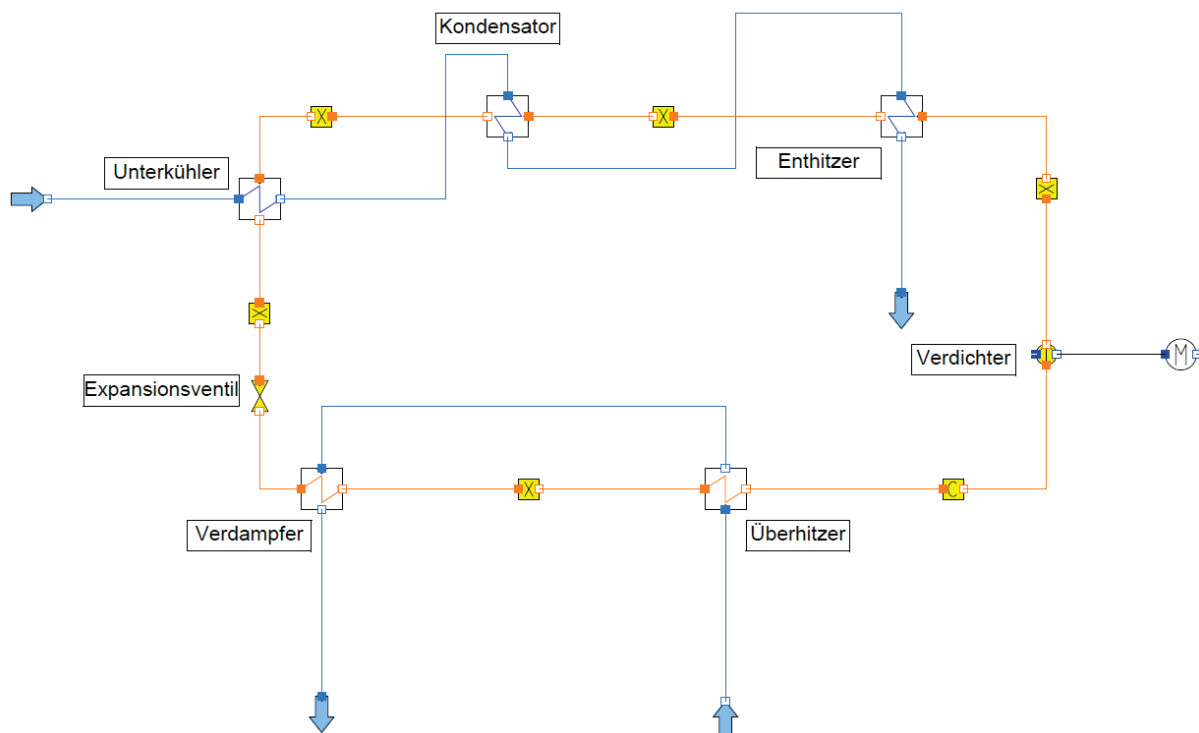 Kondensator
X
X
Enthitzer
Unterkühler
X
X
Verdichter
M
Expansionsventil
X
C
Verdampfer
Überhitzer